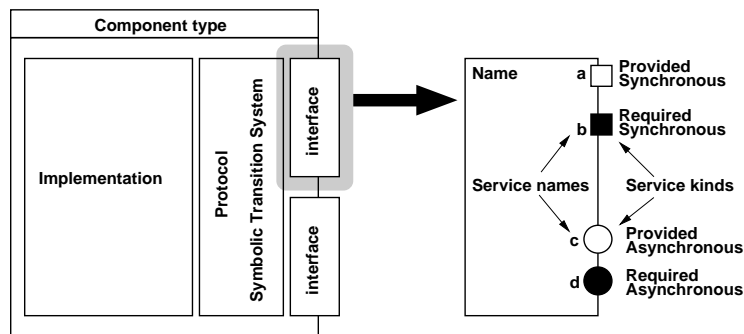 Component type
Implementation
Protocol
Symbolic Transition System
interface
interface
Name
a
Provided
Synchronous
b
Required
Synchronous
Service names
Service kinds
c
Provided
Asynchronous
d
Required
Asynchronous